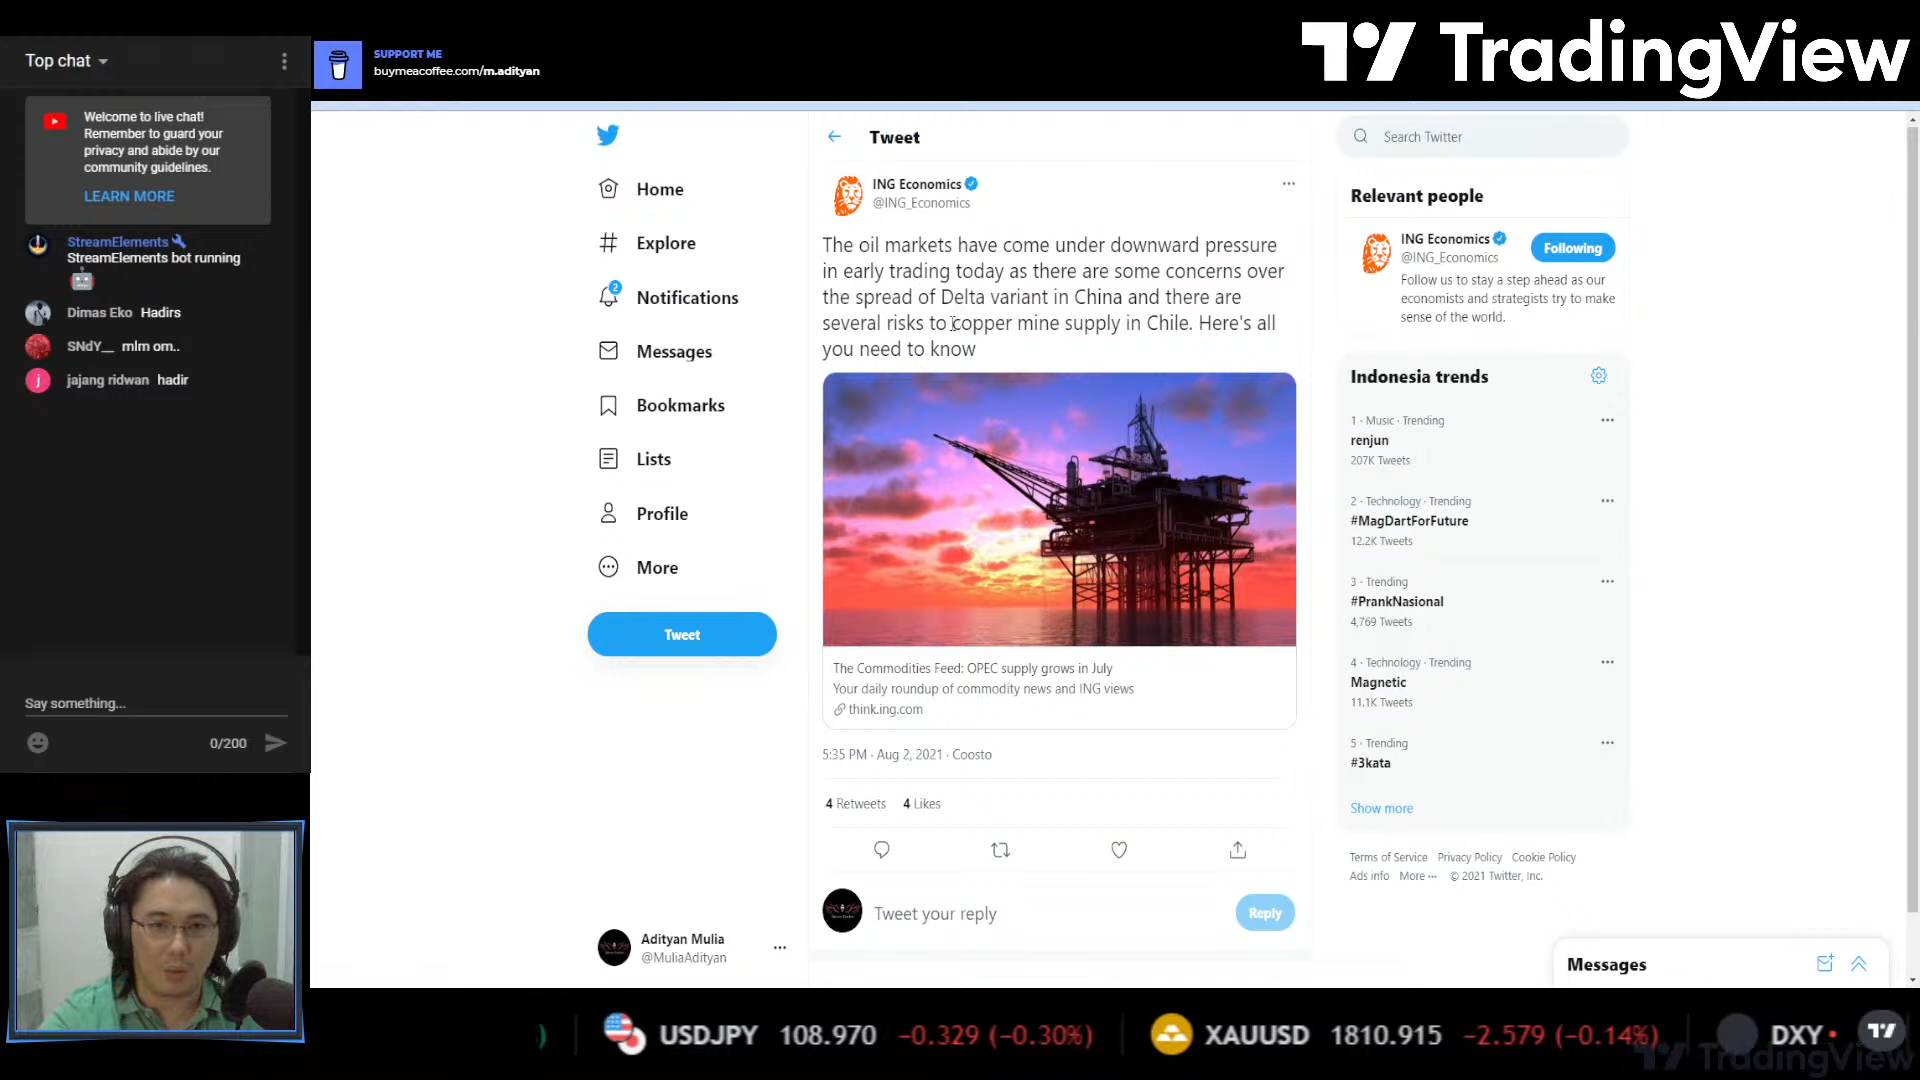 Top chat
Welcome to live chat!
Remember to guard your
privacy and abide by our
community guidelines.
LEARN MORE
StreamElements
StreamElements bot running
Dimas Eko Hadirs
SNdY__ mlm om..
jajang ridwan hadir
Say something...
0/200
SUPPORT ME
buymeacoffee.com/m.adityan
TradingView
Home
Explore
2
Notifications
Messages
Bookmarks
Lists
Profile
More
Tweet
Adityan Mulia
@MuliaAdityan
Tweet
ING Economics
@ING_Economics
The oil markets have come under downward pressure
in early trading today as there are some concerns over
the spread of Delta variant in China and there are
several risks to copper mine supply in Chile. Here's all
you need to know
The Commodities Feed: OPEC supply grows in July
Your daily roundup of commodity news and ING views
think.ing.com
5:35 PM · Aug 2, 2021 · Coosto
4 Retweets 4 Likes
Tweet your reply
Reply
Search Twitter
Relevant people
ING Economics
@ING_Economics
Following
Follow us to stay a step ahead as our
economists and strategists try to make
sense of the world.
Indonesia trends
1 · Music · Trending
renjun
207K Tweets
2 · Technology · Trending
#MagDartForFuture
12.2K Tweets
3 · Trending
#PrankNasional
4,769 Tweets
4 · Technology · Trending
Magnetic
11.1K Tweets
5 · Trending
#3kata
Show more
Terms of Service Privacy Policy Cookie Policy
Ads info More ··· © 2021 Twitter, Inc.
Messages
) USDJPY 108.970 −0.329 (−0.30%) XAUUSD 1810.915 −2.579 (−0.14%) DXY
TradingView